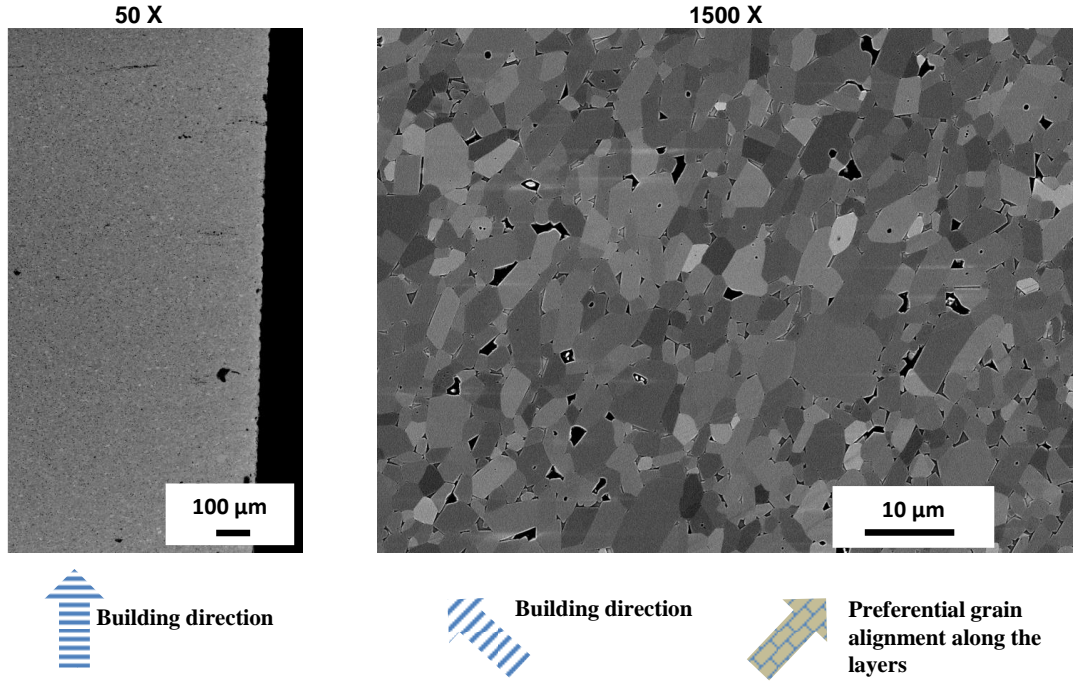 50 X
1500 X
100 µm
10 µm
Building direction
Building direction
Preferential grain
alignment along the
layers